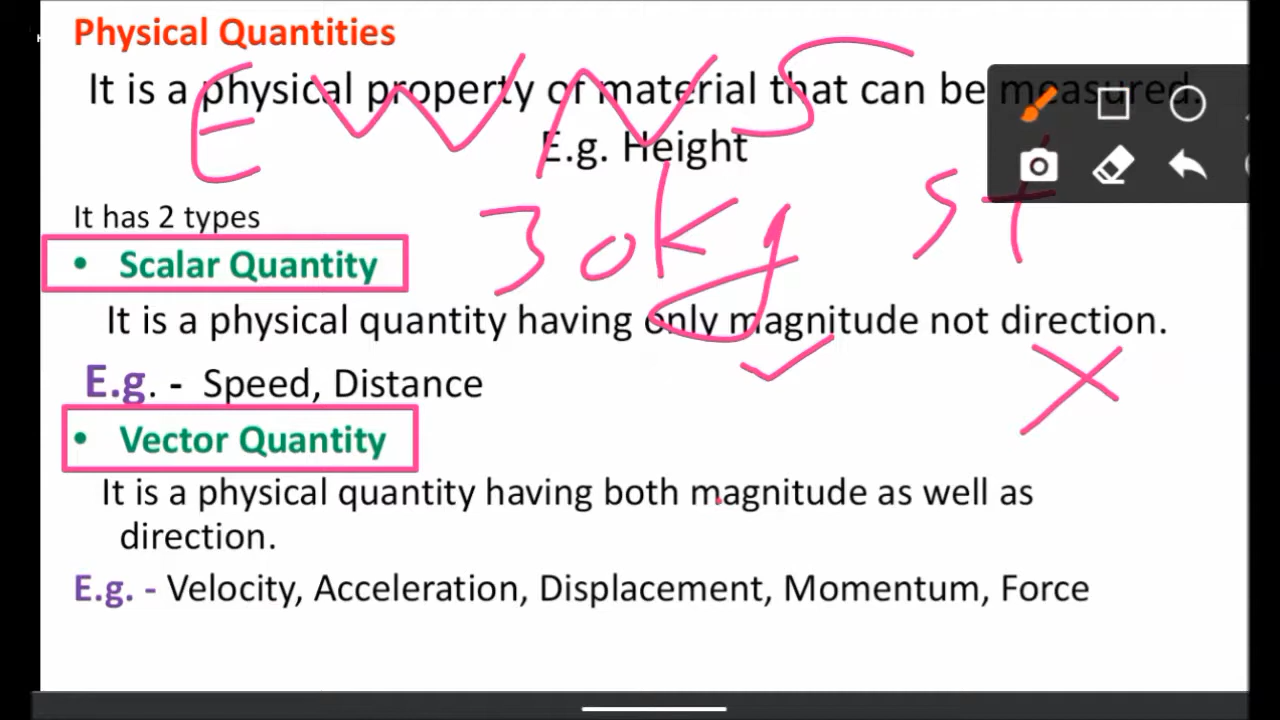 Physical Quantities
It is a physical property of material that can be measured.
E W N S
E.g. Height
30kg
It has 2 types
• Scalar Quantity
It is a physical quantity having only magnitude not direction.
E.g. - Speed, Distance
• Vector Quantity
It is a physical quantity having both magnitude as well as
direction.
E.g. - Velocity, Acceleration, Displacement, Momentum, Force